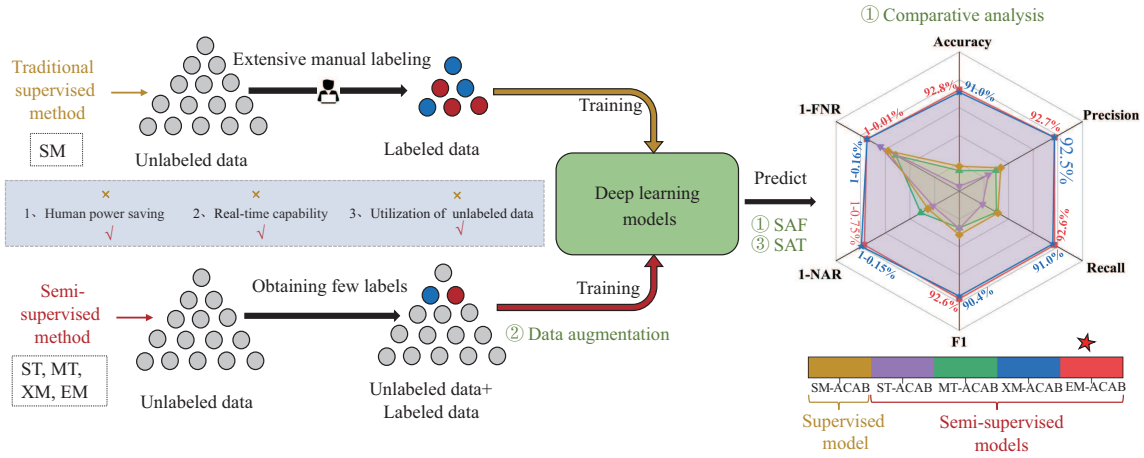 ① Comparative analysis
Traditional
supervised method
SM
Unlabeled data
Extensive manual labeling
Labeled data
Training
1、Human power saving
×
√
2、Real-time capability
×
√
3、Utilization of unlabeled data
×
√
Semi-
supervised method
ST, MT,
XM, EM
Unlabeled data
Obtaining few labels
Unlabeled data+
Labeled data
Training
② Data augmentation
Deep learning
models
Predict
① SAF
③ SAT
Accuracy
92.8%
91.0%
Precision
92.7%
92.5%
Recall
92.9%
91.0%
F1
92.6%
90.4%
1-NAR
1-0.75%
1-0.15%
1-FNR
1-0.01%
1-0.16%
SM-ACAB
ST-ACAB
MT-ACAB
XM-ACAB
EM-ACAB
Supervised
model
Semi-supervised
models